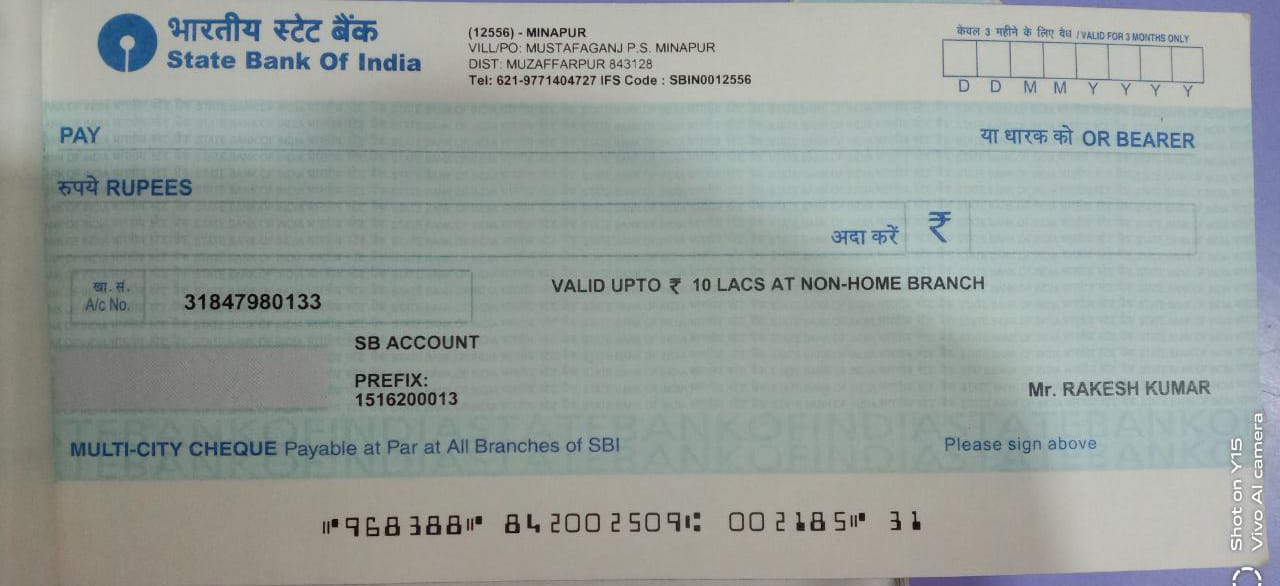 भारतीय स्टेट बैंक
State Bank Of India
(12556) - MINAPUR
VILL/PO: MUSTAFAGANJ P.S. MINAPUR
DIST: MUZAFFARPUR 843128
Tel: 621-9771404727 IFS Code : SBIN0012556
केवल 3 महीने के लिए वैध / VALID FOR 3 MONTHS ONLY
D D M M Y Y Y Y
PAY
या धारक को OR BEARER
रुपये RUPEES
अदा करें ₹
खा. सं.
A/c No. 31847980133
VALID UPTO ₹ 10 LACS AT NON-HOME BRANCH
SB ACCOUNT
PREFIX:
1516200013
Mr. RAKESH KUMAR
MULTI-CITY CHEQUE Payable at Par at All Branches of SBI
Please sign above
⑈968388⑈ 842002509⑆ 002185⑈ 31
Shot on Y15
Vivo AI camera